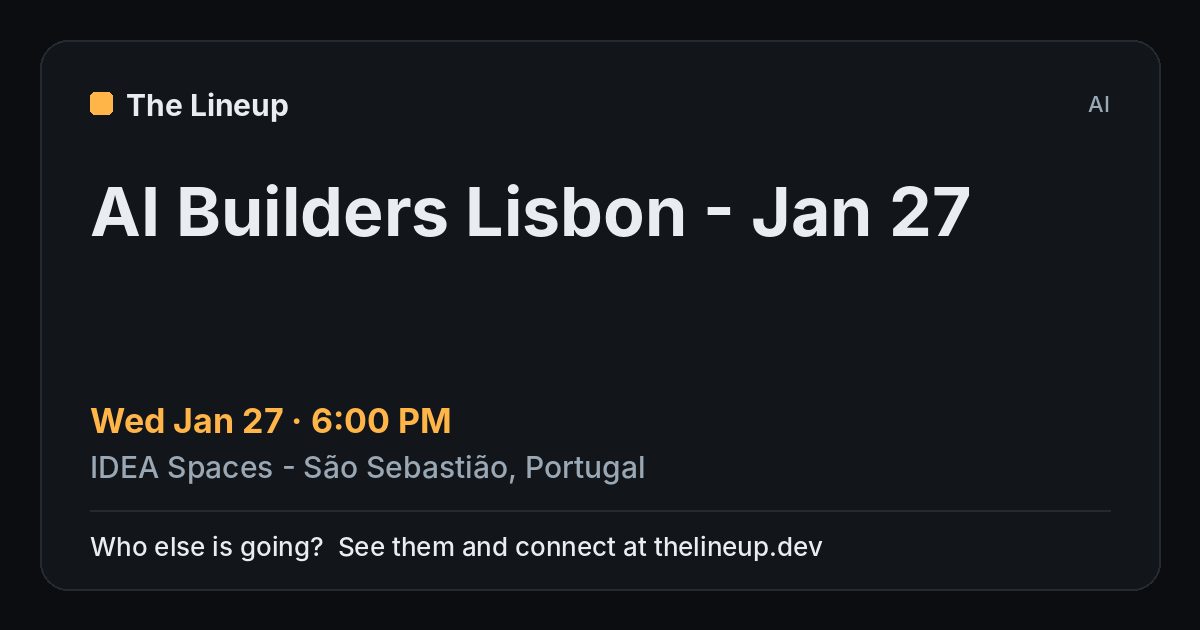 The Lineup
AI
AI Builders Lisbon - Jan 27
Wed Jan 27 · 6:00 PM
IDEA Spaces - São Sebastião, Portugal
Who else is going? See them and connect at thelineup.dev